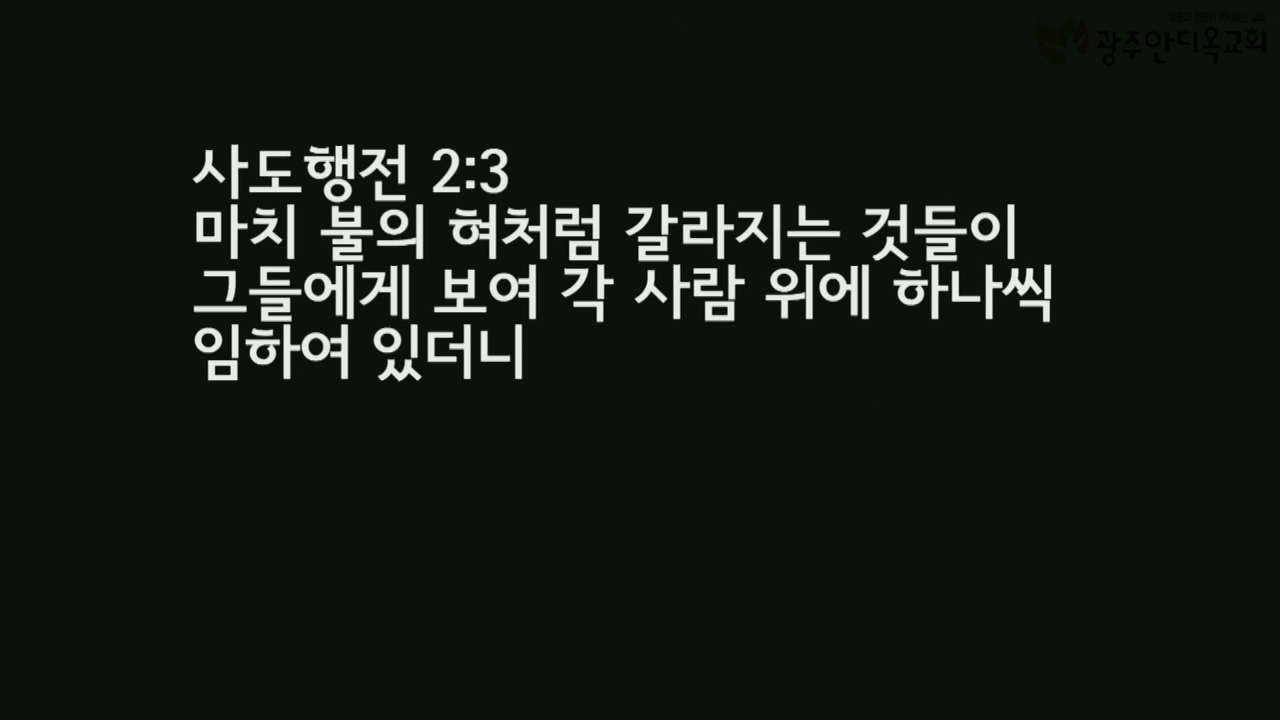 광주안디옥교회
사도행전 2:3
마치 불의 혀처럼 갈라지는 것들이
그들에게 보여 각 사람 위에 하나씩
임하여 있더니